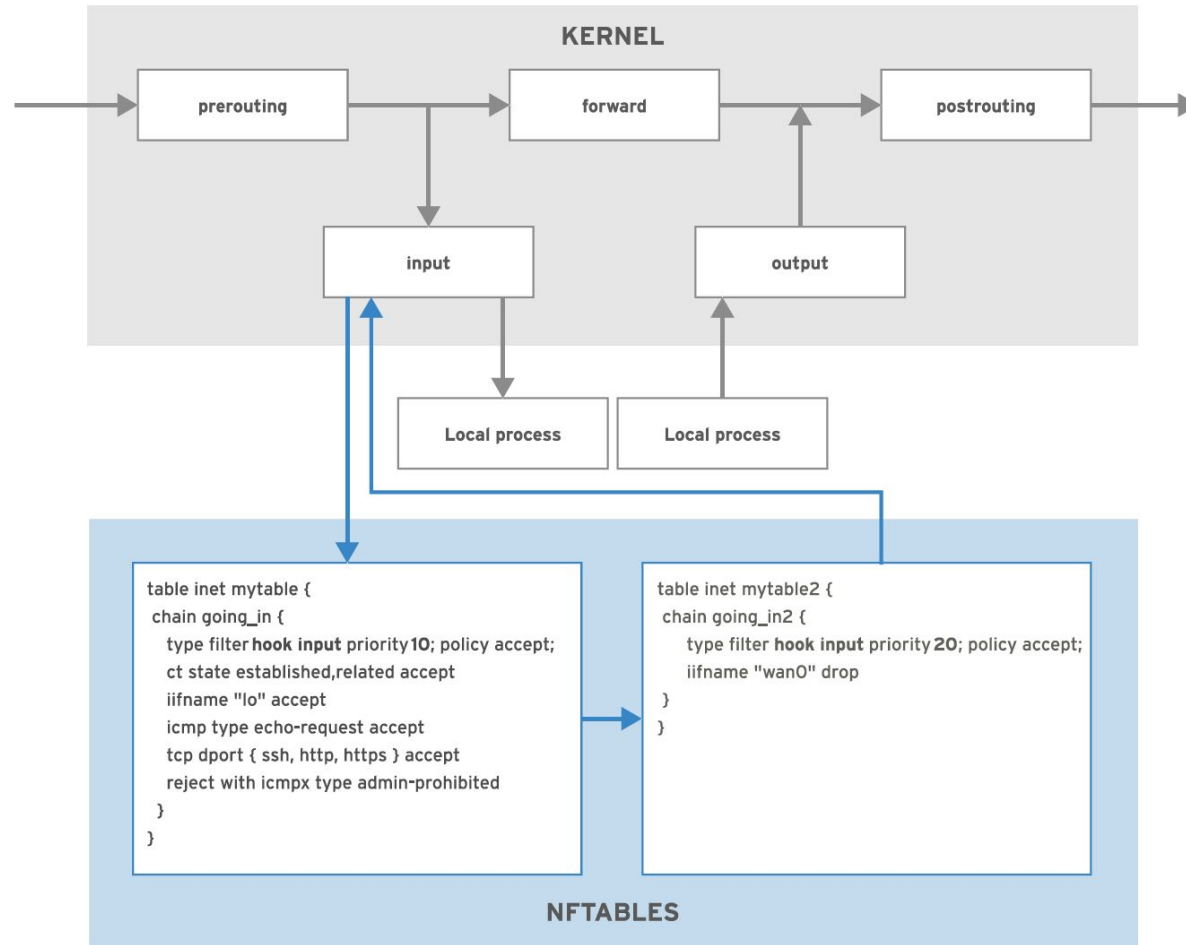 KERNEL
prerouting
forward
postrouting
input
output
Local process
Local process
table inet mytable {
chain going_in {
type filter hook input priority 10; policy accept;
ct state established,related accept
iifname "lo" accept
icmp type echo-request accept
tcp dport { ssh, http, https } accept
reject with icmpx type admin-prohibited
}
}
table inet mytable2 {
chain going_in2 {
type filter hook input priority 20; policy accept;
iifname "wan0" drop
}
}
NFTABLES